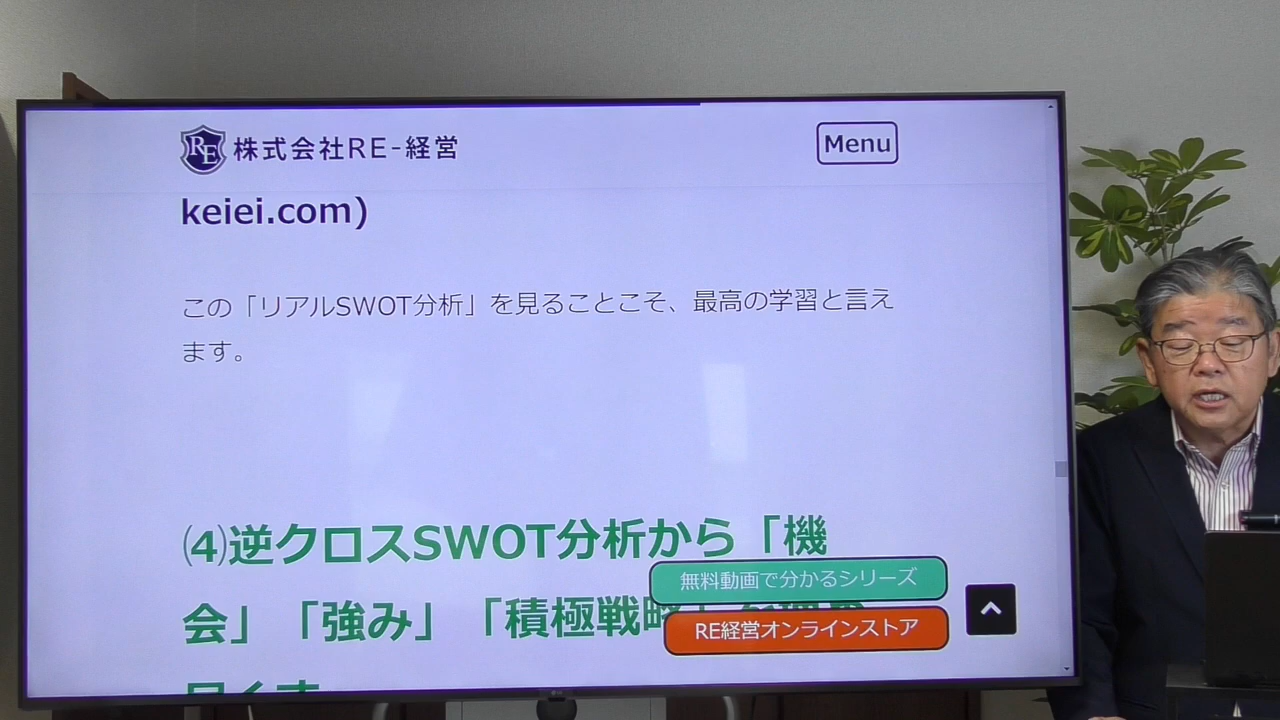 RE 株式会社RE-経営
Menu
keiei.com)
この「リアルSWOT分析」を見ることこそ、最高の学習と言え
ます。
⑷逆クロスSWOT分析から「機
会」「強み」「積極戦略」
無料動画で分かるシリーズ
RE経営オンラインストア